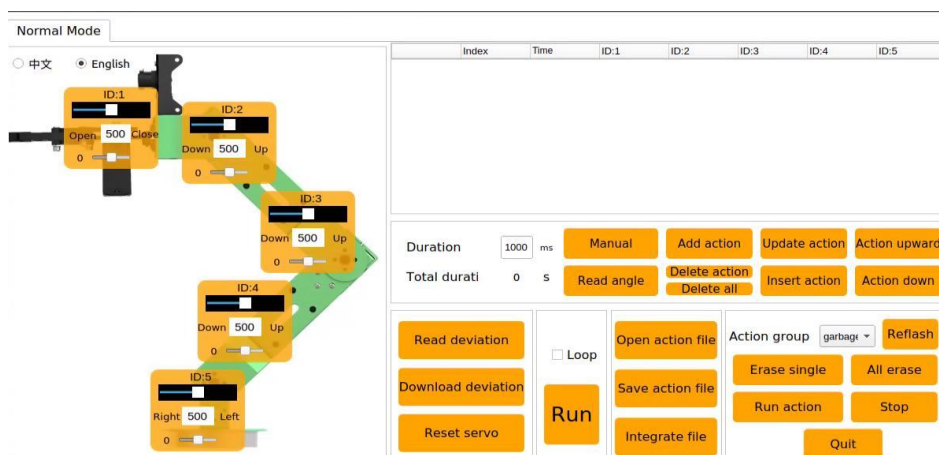 Normal Mode
中文 English
ID:1
Open 500 Close
0
ID:2
Down 500 Up
0
ID:3
Down 500 Up
0
ID:4
Down 500 Up
0
ID:5
Right 500 Left
0
Index Time ID:1 ID:2 ID:3 ID:4 ID:5
Duration 1000 ms
Total durati 0 S
Manual Add action Update action Action upward
Read angle Delete action Insert action Action down
Delete all
Read deviation
Download deviation
Reset servo
Loop
Run
Open action file
Save action file
Integrate file
Action group garbage Reflash
Erase single All erase
Run action Stop
Quit